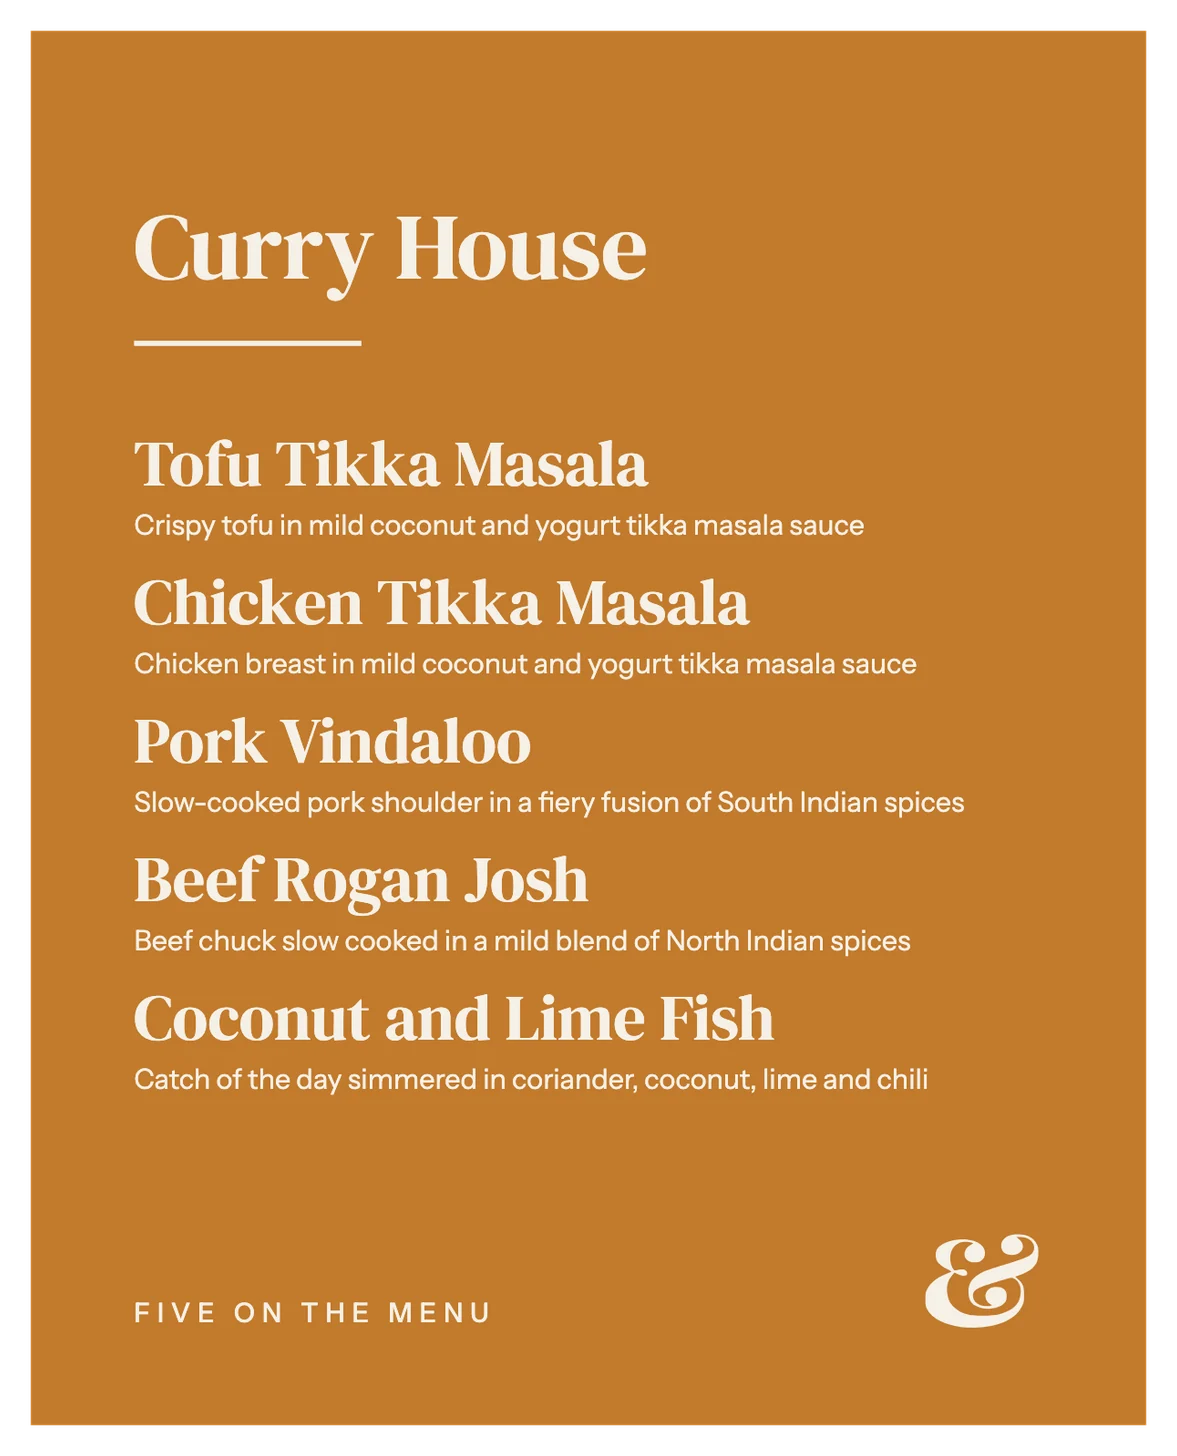 Curry House
Tofu Tikka Masala
Crispy tofu in mild coconut and yogurt tikka masala sauce
Chicken Tikka Masala
Chicken breast in mild coconut and yogurt tikka masala sauce
Pork Vindaloo
Slow-cooked pork shoulder in a fiery fusion of South Indian spices
Beef Rogan Josh
Beef chuck slow cooked in a mild blend of North Indian spices
Coconut and Lime Fish
Catch of the day simmered in coriander, coconut, lime and chili
FIVE ON THE MENU
&